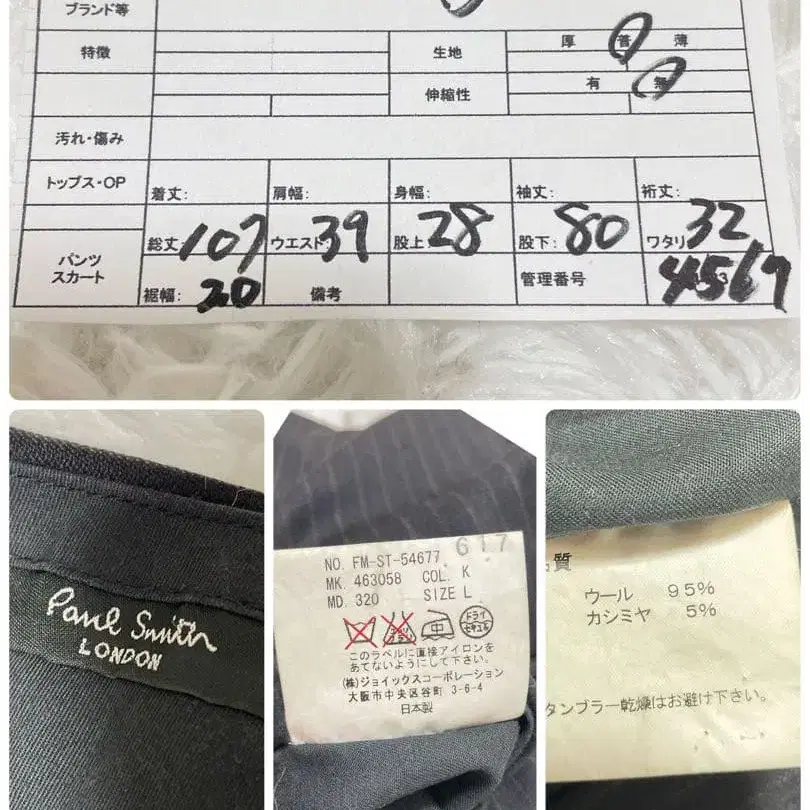 ブランド等
特徴 生地 厚 普 薄
伸縮性 有 無
汚れ・傷み
トップス・OP 着丈: 肩幅: 身幅: 袖丈: 裄丈:
パンツ
スカート
総丈 107 ウエスト: 39 股上 28 股下: 80 ワタリ 32
裾幅: 20 備考 管理番号 4567
Paul Smith
LONDON
617
NO. FM-ST-54677
MK. 463058 COL. K
MD. 320 SIZE L
中 ドライ セキユ系
このラベルに直接アイロンを
あてないようにして下さい。
(株)ジョイックスコーポレーション
大阪市中央区谷町 3-6-4
日本製
質
ウール 95%
カシミヤ 5%
タンブラー乾燥はお避け下さい。